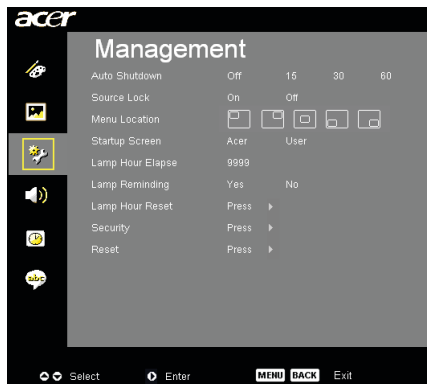 acer
Management
Auto Shutdown Off 15 30 60
Source Lock On Off
Menu Location
Startup Screen Acer User
Lamp Hour Elapse 9999
Lamp Reminding Yes No
Lamp Hour Reset Press
Security Press
Reset Press
abc
Select Enter MENU BACK Exit